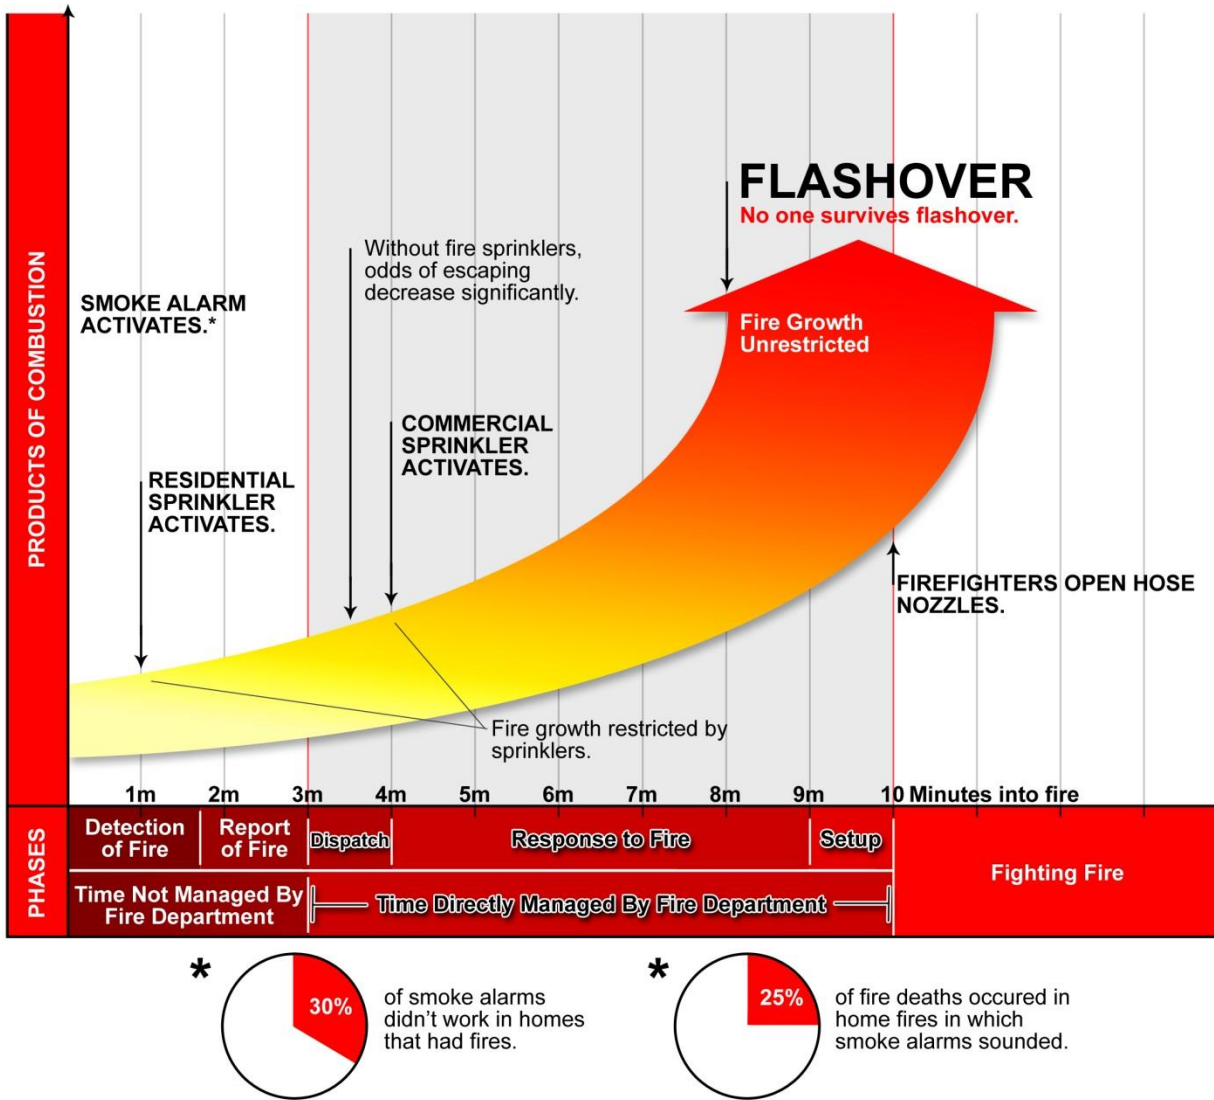 PRODUCTS OF COMBUSTION
FLASHOVER
No one survives flashover.
Without fire sprinklers,
odds of escaping
decrease significantly.
SMOKE ALARM
ACTIVATES.*
Fire Growth
Unrestricted
COMMERCIAL
SPRINKLER
ACTIVATES.
RESIDENTIAL
SPRINKLER
ACTIVATES.
FIREFIGHTERS OPEN HOSE
NOZZLES.
Fire growth restricted by
sprinklers.
1m 2m 3m 4m 5m 6m 7m 8m 9m 10 Minutes into fire
PHASES
Detection
of Fire
Report
of Fire
Dispatch
Response to Fire
Setup
Fighting Fire
Time Not Managed By
Fire Department
Time Directly Managed By Fire Department
*
30%
of smoke alarms
didn't work in homes
that had fires.
*
25%
of fire deaths occured in
home fires in which
smoke alarms sounded.